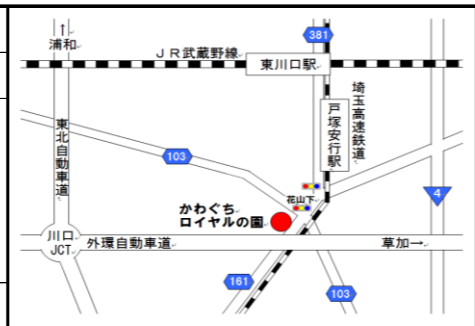 ↑
浦和
381
JR武蔵野線
東川口駅
埼玉高速鉄道
戸塚安行駅
東北自動車道
103
4
花山下
かわぐち
ロイヤルの園
川口
JCT
外環自動車道
草加→
161
103